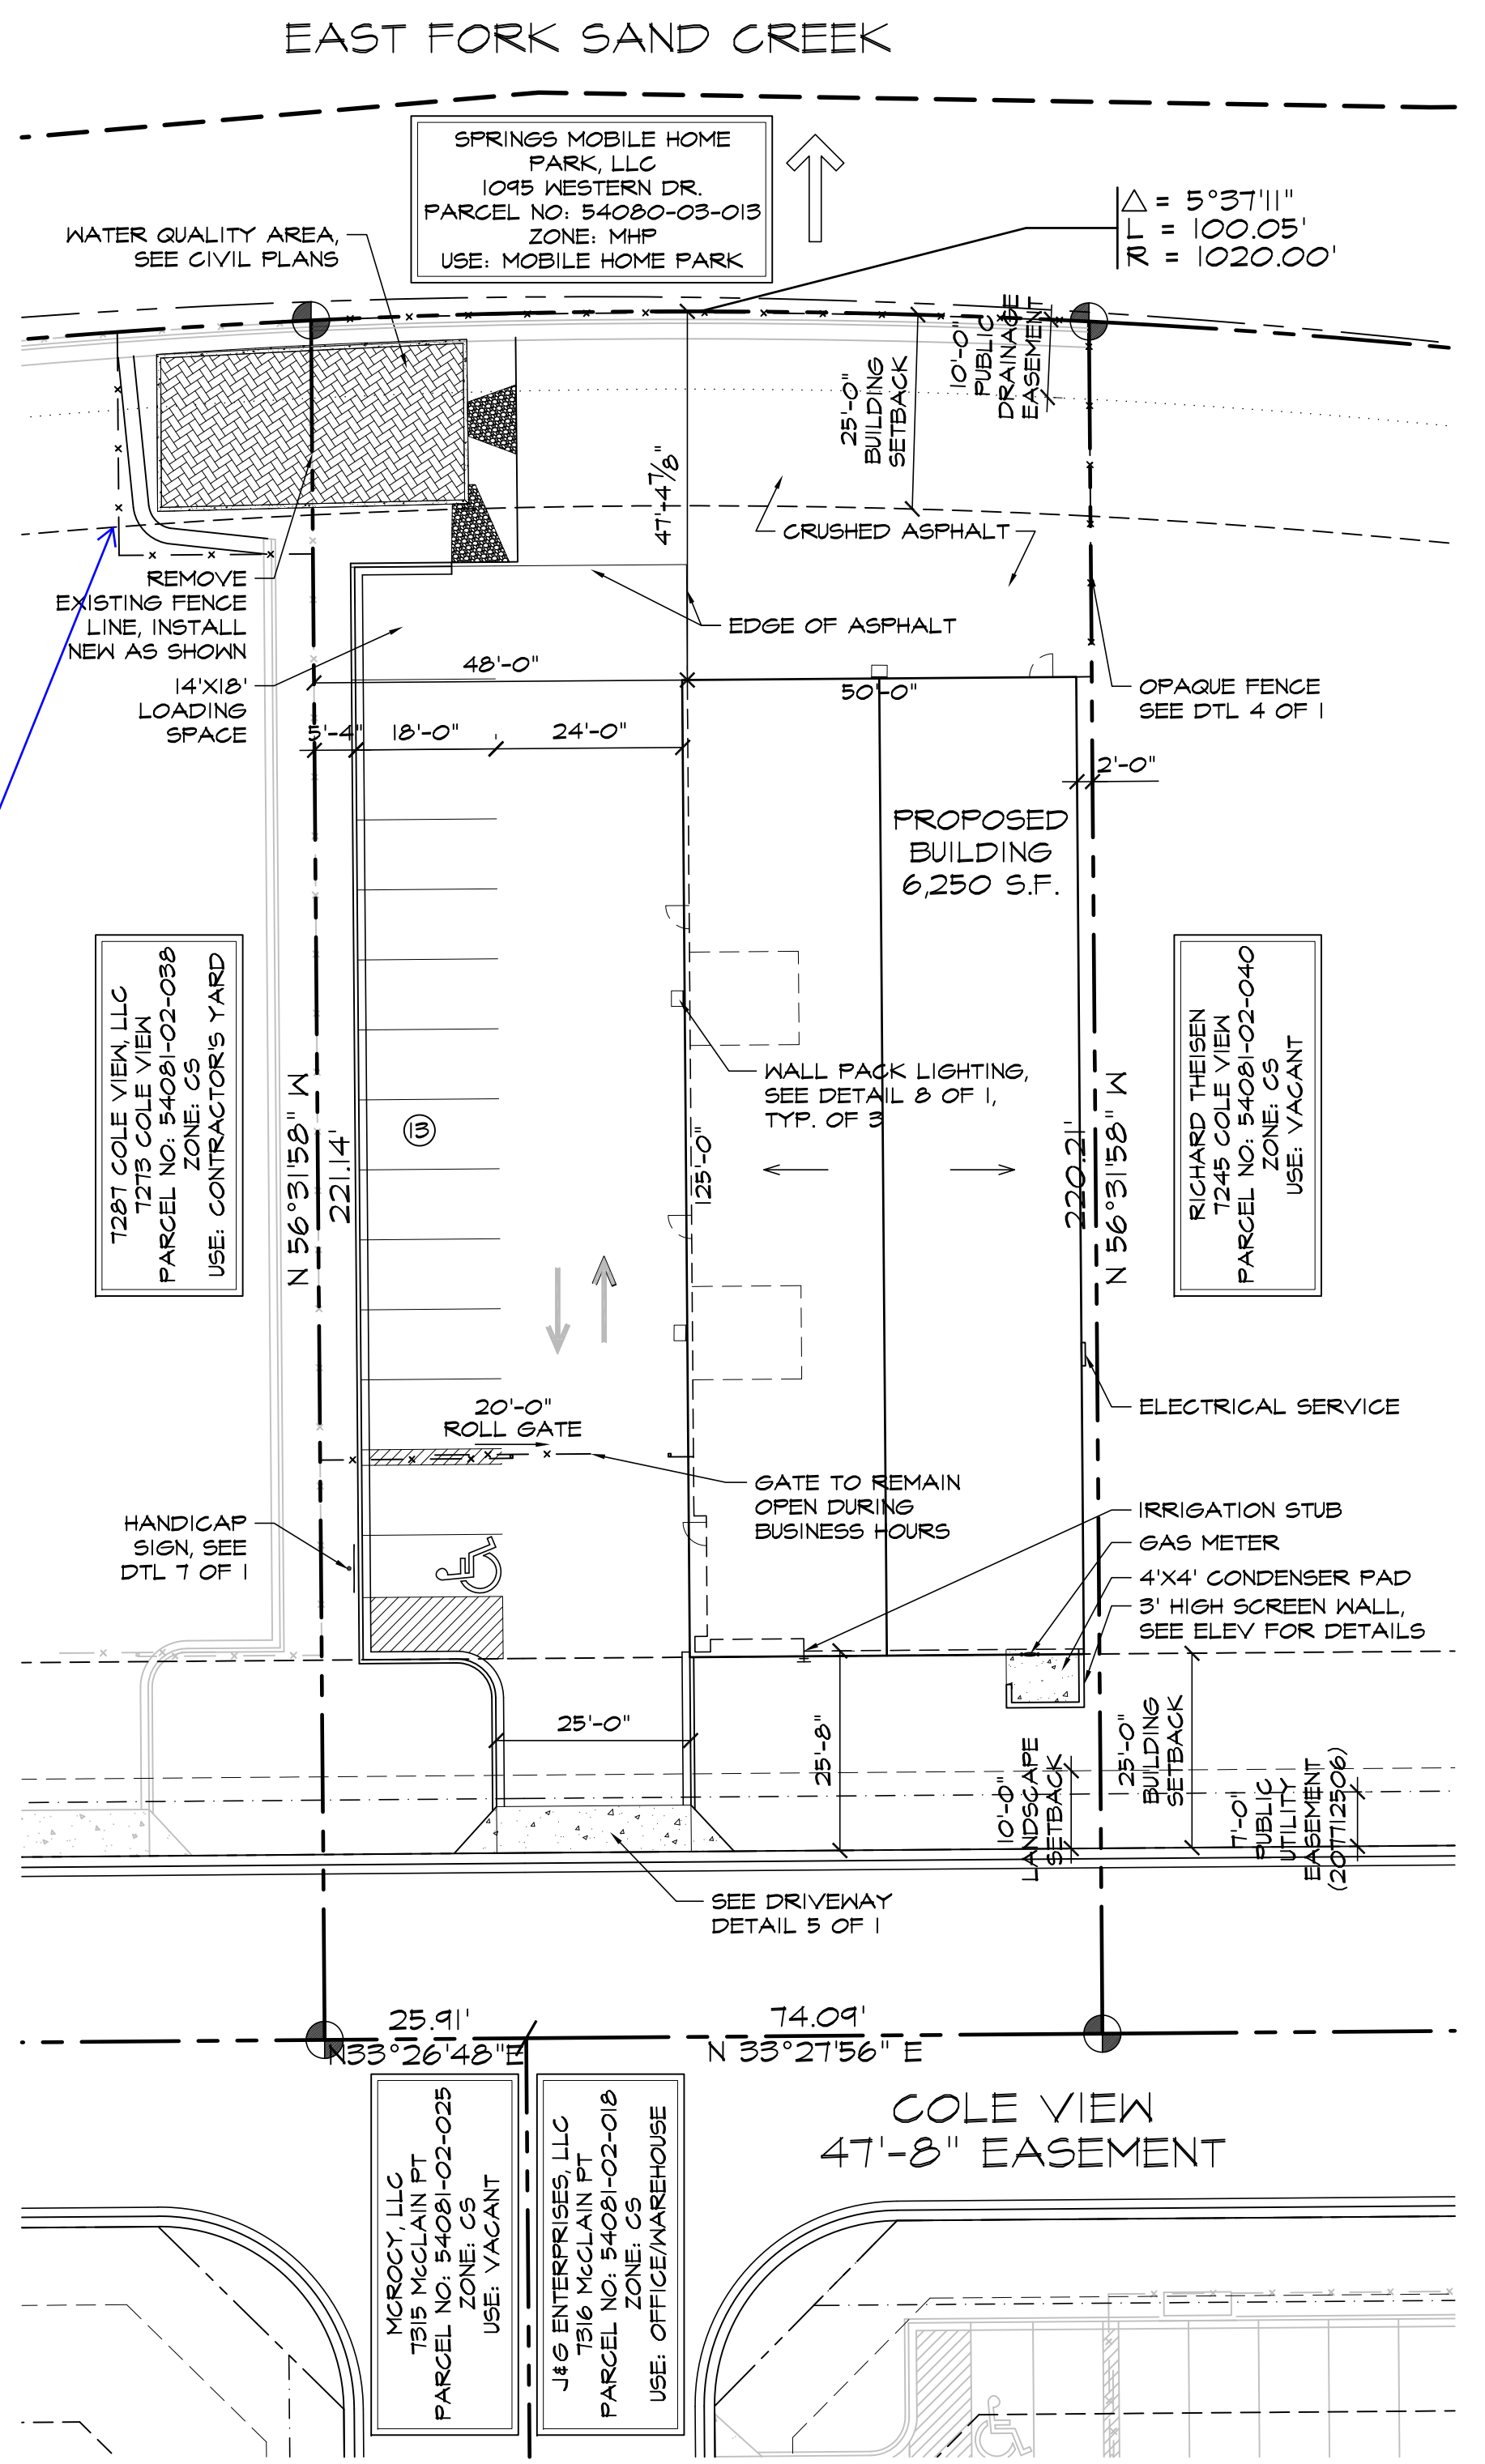 EAST FORK SAND CREEK
SPRINGS MOBILE HOME
PARK, LLC
1095 WESTERN DR.
PARCEL NO: 54080-03-013
ZONE: MHP
USE: MOBILE HOME PARK
△ = 5°37'11"
L = 100.05'
R = 1020.00'
WATER QUALITY AREA,
SEE CIVIL PLANS
25'-0"
BUILDING
SETBACK
10'-0"
PUBLIC
DRAINAGE
EASEMENT
47'-4 7/8"
CRUSHED ASPHALT
REMOVE
EXISTING FENCE
LINE, INSTALL
NEW AS SHOWN
EDGE OF ASPHALT
14'X18'
LOADING
SPACE
48'-0"
50'-0"
OPAQUE FENCE
SEE DTL 4 OF 1
5'-4"
18'-0"
24'-0"
2'-0"
PROPOSED
BUILDING
6,250 S.F.
7287 COLE VIEW, LLC
7273 COLE VIEW
PARCEL NO: 54081-02-038
ZONE: CS
USE: CONTRACTOR'S YARD
N 56°31'58" W
221.14'
13
WALL PACK LIGHTING,
SEE DETAIL 8 OF 1,
TYP. OF 3
125'-0"
220.21'
N 56°31'58" W
RICHARD THEISEN
7245 COLE VIEW
PARCEL NO: 54081-02-040
ZONE: CS
USE: VACANT
20'-0"
ROLL GATE
ELECTRICAL SERVICE
GATE TO REMAIN
OPEN DURING
BUSINESS HOURS
HANDICAP
SIGN, SEE
DTL 7 OF 1
IRRIGATION STUB
GAS METER
4'X4' CONDENSER PAD
3' HIGH SCREEN WALL,
SEE ELEV FOR DETAILS
25'-0"
25'-8"
10'-0"
LANDSCAPE
SETBACK
25'-0"
BUILDING
SETBACK
7'-0"
PUBLIC
UTILITY
EASEMENT
(207712506)
SEE DRIVEWAY
DETAIL 5 OF 1
25.91'
N33°26'48"E
74.09'
N 33°27'56" E
COLE VIEW
47'-8" EASEMENT
MCROCY, LLC
7315 McCLAIN PT
PARCEL NO: 54081-02-025
ZONE: CS
USE: VACANT
J&G ENTERPRISES, LLC
7316 McCLAIN PT
PARCEL NO: 54081-02-018
ZONE: CS
USE: OFFICE/WAREHOUSE